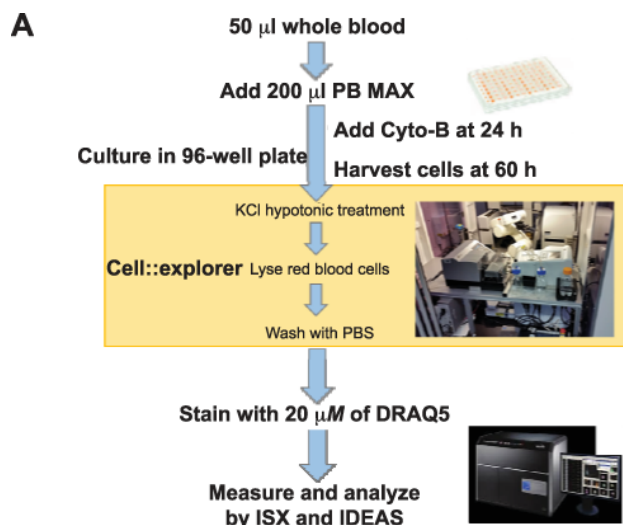 A
50 µl whole blood
Add 200 µl PB MAX
Add Cyto-B at 24 h
Culture in 96-well plate
Harvest cells at 60 h
KCl hypotonic treatment
Cell::explorer Lyse red blood cells
Wash with PBS
Stain with 20 µM of DRAQ5
Measure and analyze
by ISX and IDEAS